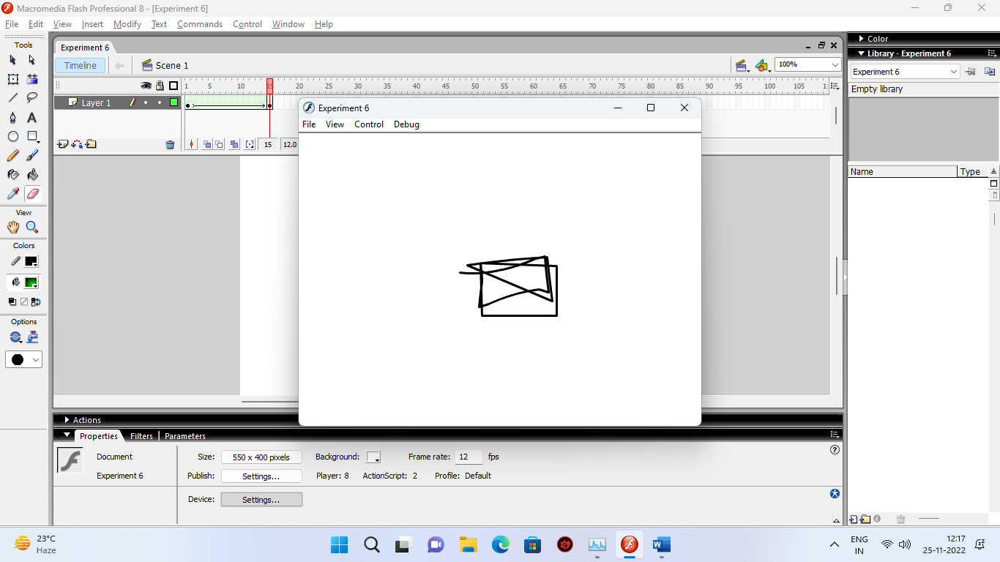 Macromedia Flash Professional 8 - [Experiment 6]
File Edit View Insert Modify Text Commands Control Window Help
Tools
View
Colors
Options
Experiment 6
Timeline
Scene 1
100%
1 5 10 15 20 25 30 35 40 45 50 55 60 65 70 75 80 85 90 95 100 105 11
Layer 1
15 12.0
Experiment 6
File View Control Debug
Color
Library - Experiment 6
Experiment 6
Empty library
Name Type
Actions
Properties Filters Parameters
Document Size: 550 x 400 pixels Background: Frame rate: 12 fps
Experiment 6 Publish: Settings... Player: 8 ActionScript: 2 Profile: Default
Device: Settings...
23°C
Haze
ENG
IN
12:17
25-11-2022